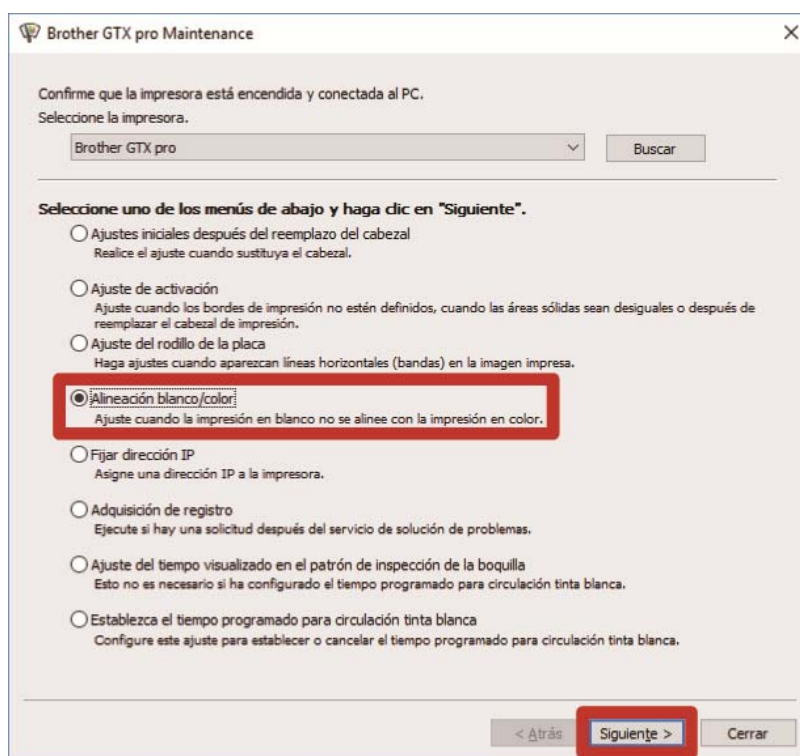 Brother GTX pro Maintenance
Confirme que la impresora está encendida y conectada al PC.
Seleccione la impresora.
Brother GTX pro
Buscar
Seleccione uno de los menús de abajo y haga clic en "Siguiente".
Ajustes iniciales después del reemplazo del cabezal
Realice el ajuste cuando sustituya el cabezal.
Ajuste de activación
Ajuste cuando los bordes de impresión no estén definidos, cuando las áreas sólidas sean desiguales o después de
reemplazar el cabezal de impresión.
Ajuste del rodillo de la placa
Haga ajustes cuando aparezcan líneas horizontales (bandas) en la imagen impresa.
Alineación blanco/color
Ajuste cuando la impresión en blanco no se alinee con la impresión en color.
Fijar dirección IP
Asigne una dirección IP a la impresora.
Adquisición de registro
Ejecute si hay una solicitud después del servicio de solución de problemas.
Ajuste del tiempo visualizado en el patrón de inspección de la boquilla
Esto no es necesario si ha configurado el tiempo programado para circulación tinta blanca.
Establezca el tiempo programado para circulación tinta blanca
Configure este ajuste para establecer o cancelar el tiempo programado para circulación tinta blanca.
< Atrás
Siguiente >
Cerrar